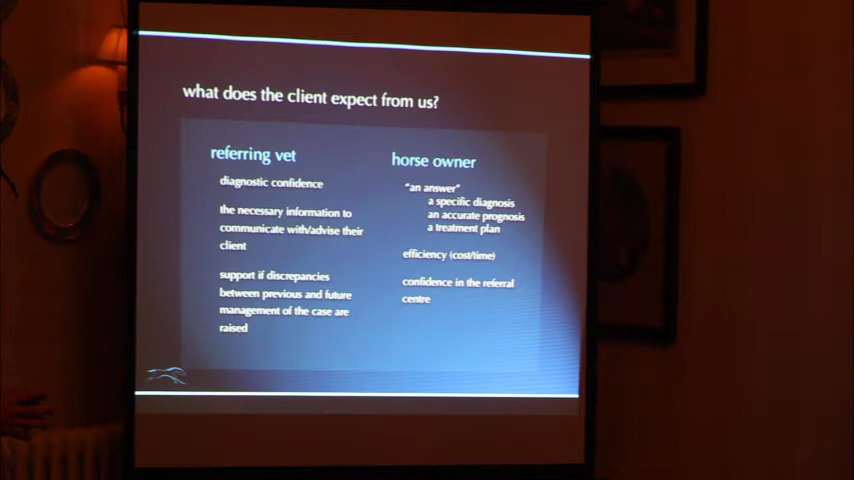 what does the client expect from us?
referring vet
diagnostic confidence
the necessary information to
communicate with/advise their
client
support if discrepancies
between previous and future
management of the case are
raised
horse owner
"an answer"
a specific diagnosis
an accurate prognosis
a treatment plan
efficiency (cost/time)
confidence in the referral
centre